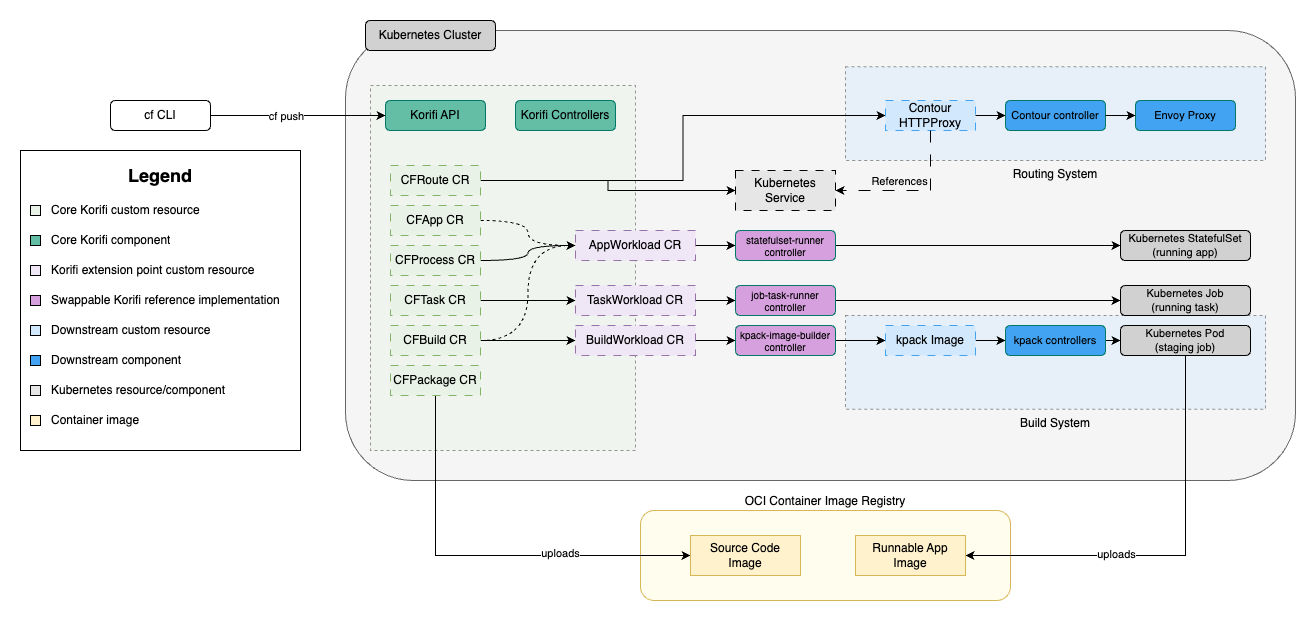 Kubernetes Cluster
cf CLI
cf push
Korifi API
Korifi Controllers
Contour
HTTPProxy
Contour controller
Envoy Proxy
Routing System
References
Legend
Core Korifi custom resource
Core Korifi component
Korifi extension point custom resource
Swappable Korifi reference implementation
Downstream custom resource
Downstream component
Kubernetes resource/component
Container image
CFRoute CR
Kubernetes
Service
CFApp CR
CFProcess CR
AppWorkload CR
statefulset-runner
controller
Kubernetes StatefulSet
(running app)
CFTask CR
TaskWorkload CR
job-task-runner
controller
Kubernetes Job
(running task)
CFBuild CR
BuildWorkload CR
kpack-image-builder
controller
kpack Image
kpack controllers
Kubernetes Pod
(staging job)
CFPackage CR
Build System
OCI Container Image Registry
uploads
Source Code
Image
Runnable App
Image
uploads